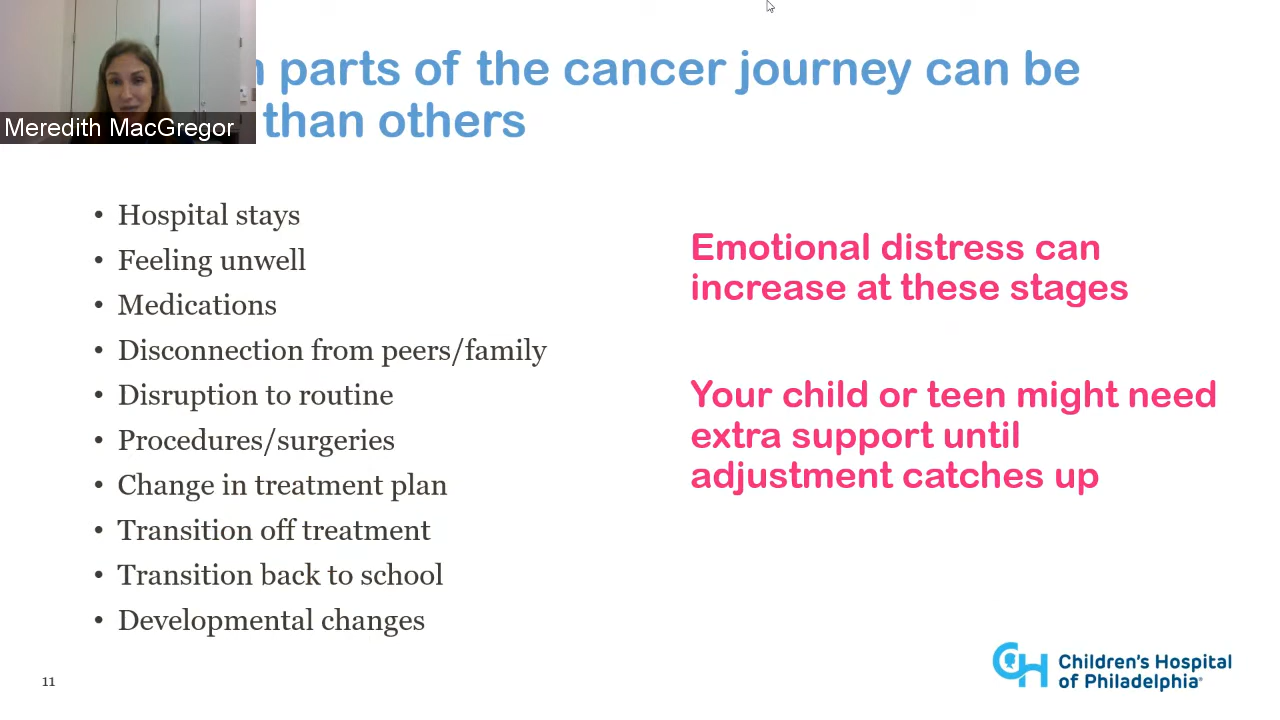 n parts of the cancer journey can be
than others
Meredith MacGregor
• Hospital stays
• Feeling unwell
• Medications
• Disconnection from peers/family
• Disruption to routine
• Procedures/surgeries
• Change in treatment plan
• Transition off treatment
• Transition back to school
• Developmental changes
Emotional distress can
increase at these stages
Your child or teen might need
extra support until
adjustment catches up
11
CH Children's Hospital
of Philadelphia